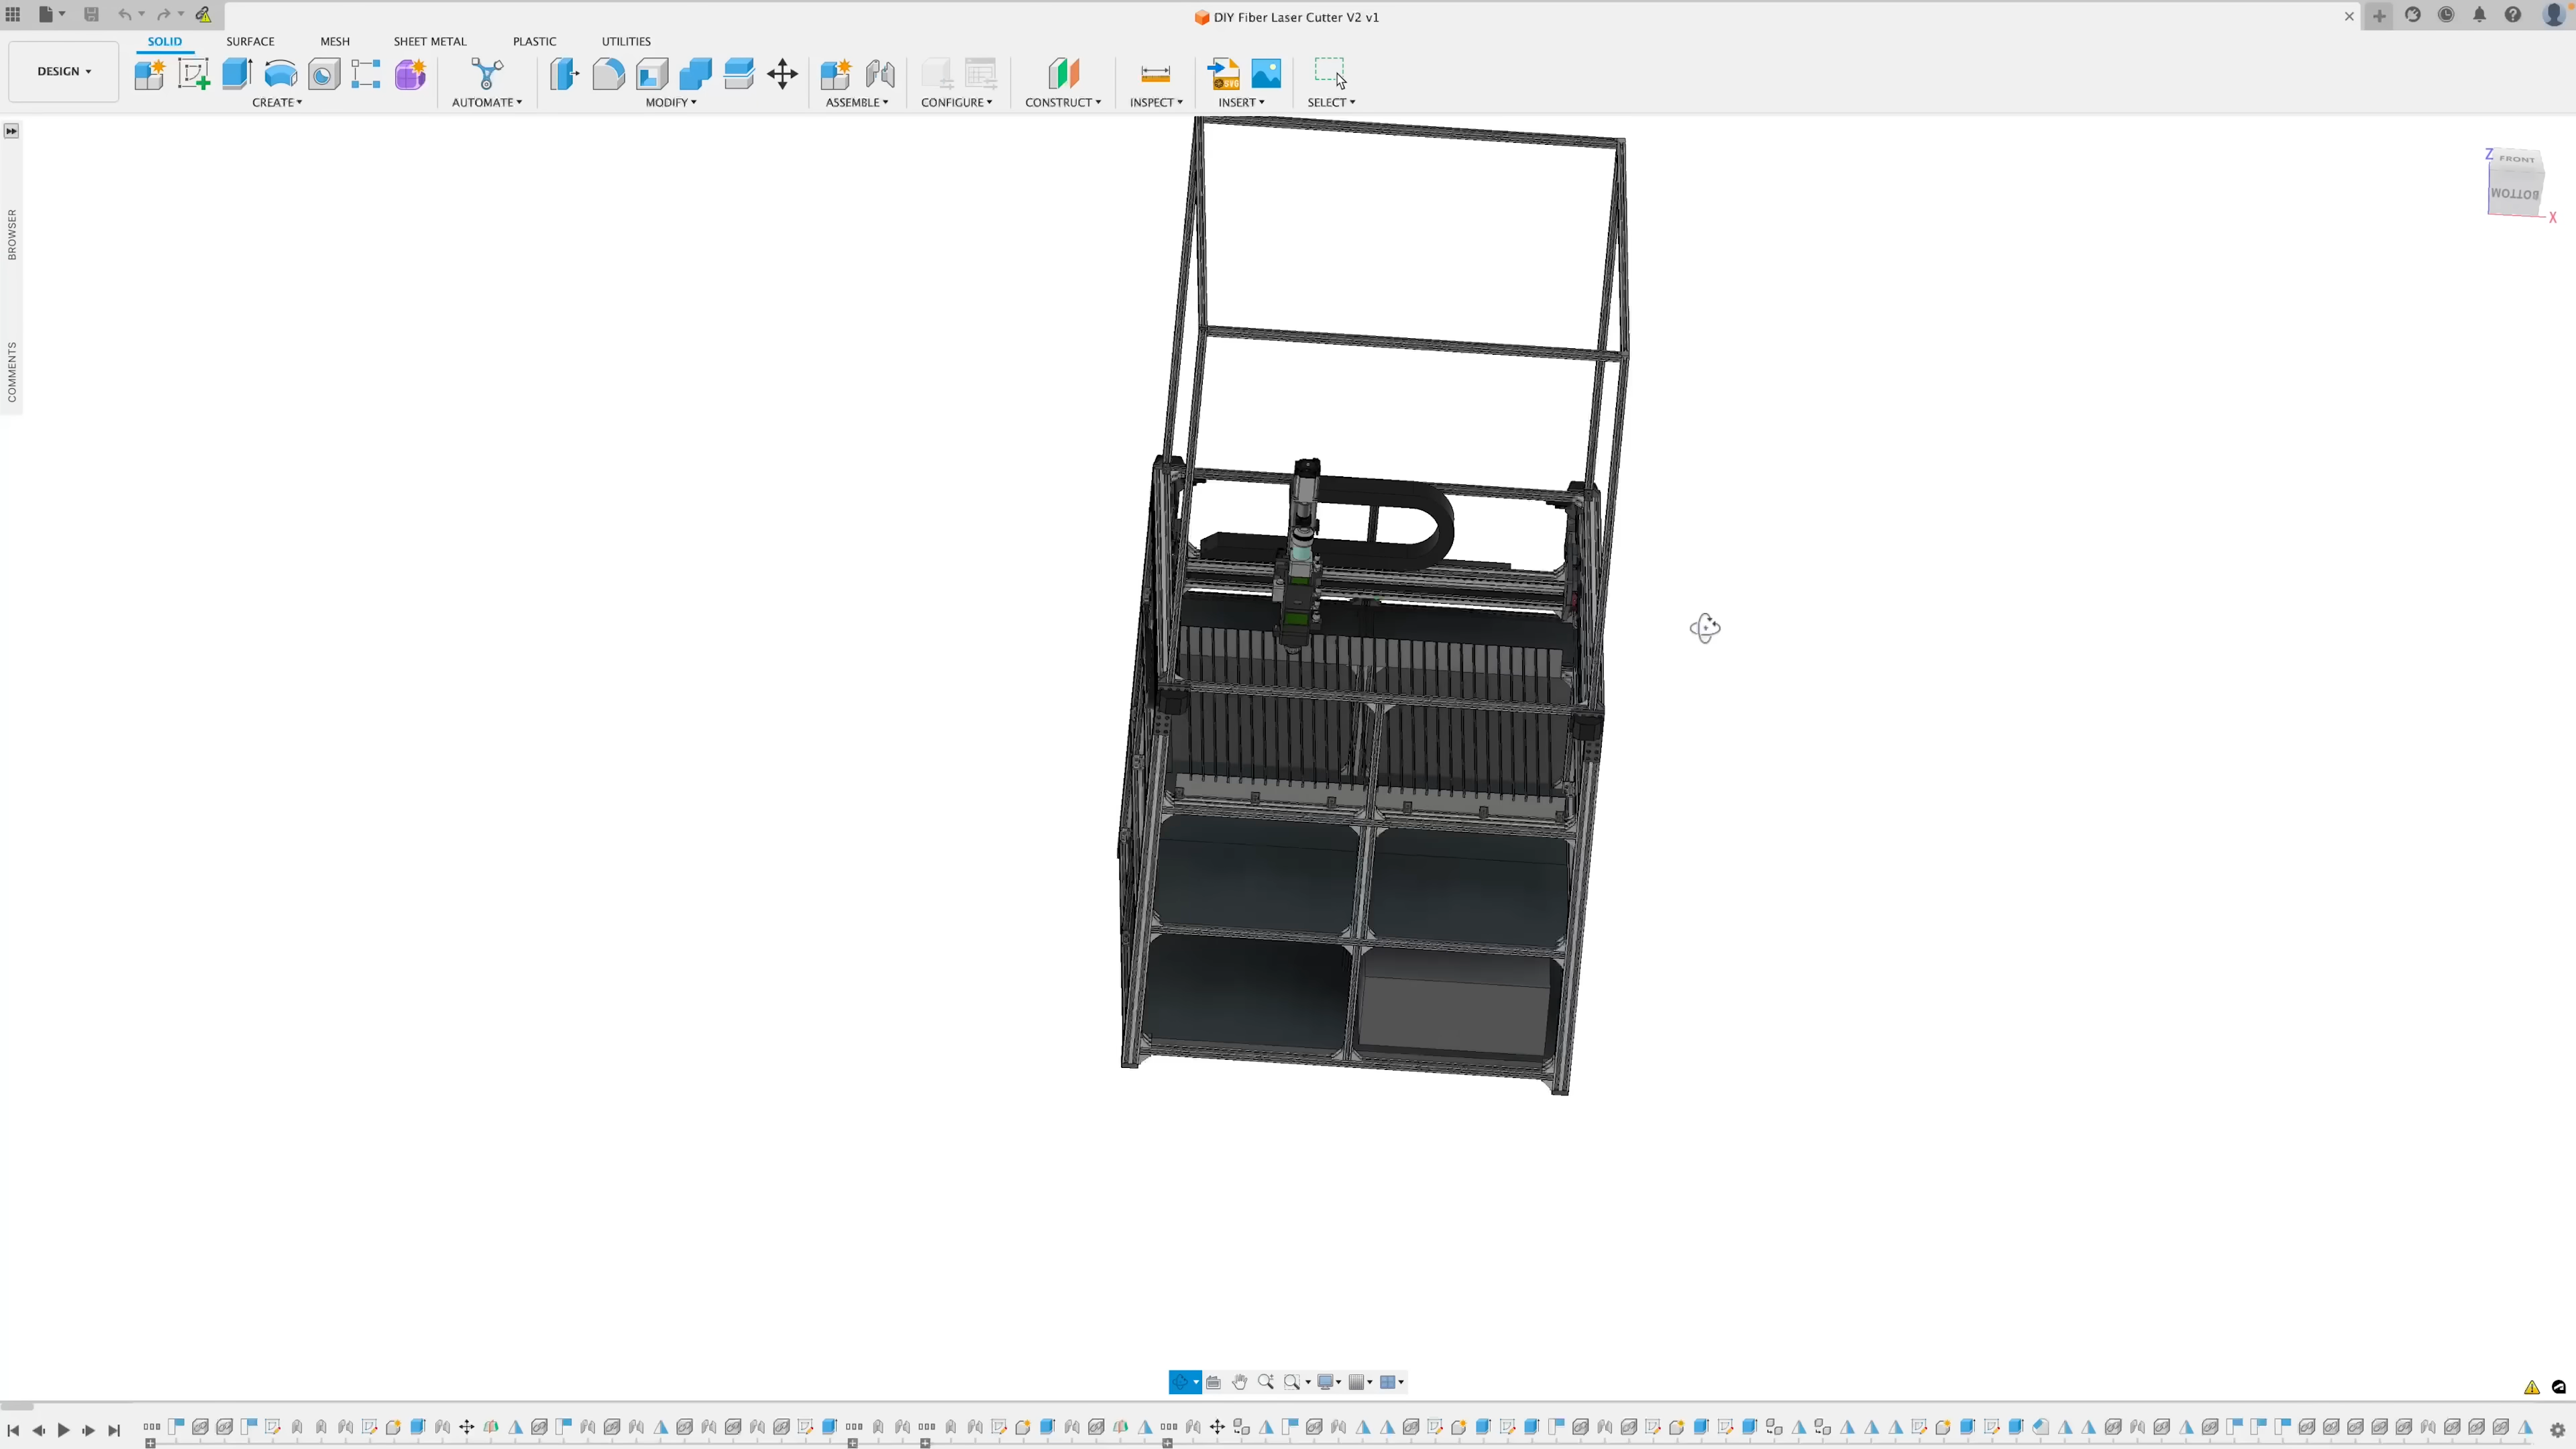 DIY Fiber Laser Cutter V2 v1
SOLID SURFACE MESH SHEET METAL PLASTIC UTILITIES
DESIGN
CREATE AUTOMATE MODIFY ASSEMBLE CONFIGURE CONSTRUCT INSPECT INSERT SELECT
SVG
BROWSER
COMMENTS
Z
FRONT
BOTTOM
X